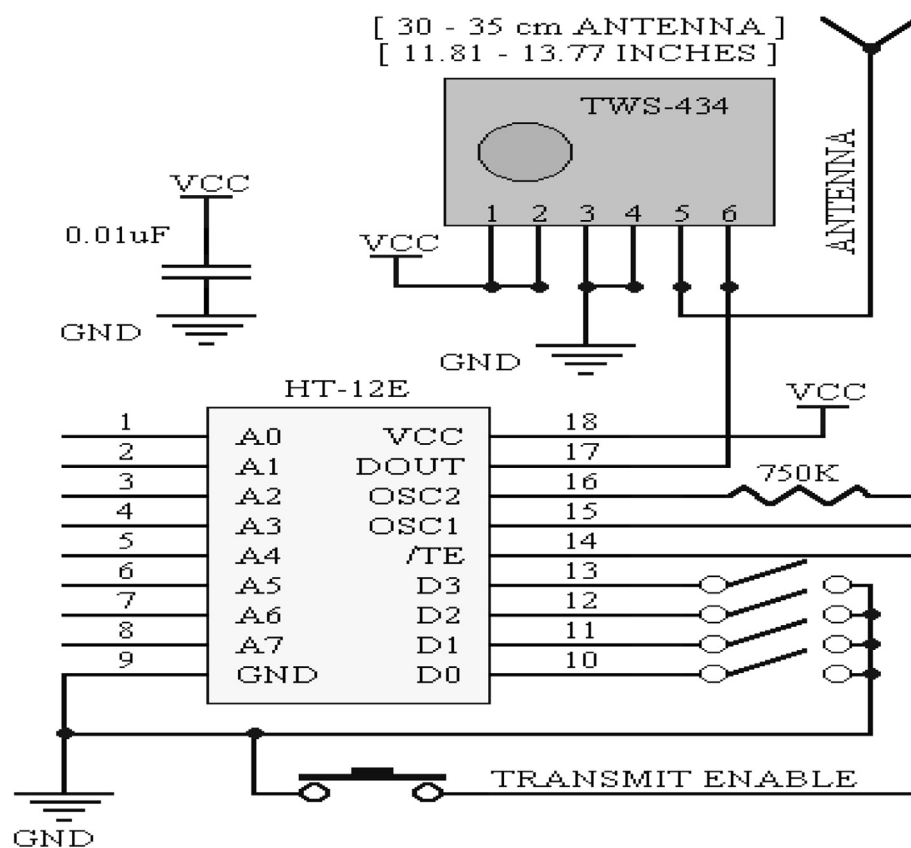 [ 30 - 35 cm ANTENNA ]
[ 11.81 - 13.77 INCHES ]
TWS-434
ANTENNA
1 2 3 4 5 6
VCC
0.01uF
GND
VCC
GND
HT-12E
VCC
1 A0 VCC 18
2 A1 DOUT 17
3 A2 OSC2 16 750K
4 A3 OSC1 15
5 A4 /TE 14
6 A5 D3 13
7 A6 D2 12
8 A7 D1 11
9 GND D0 10
TRANSMIT ENABLE
GND